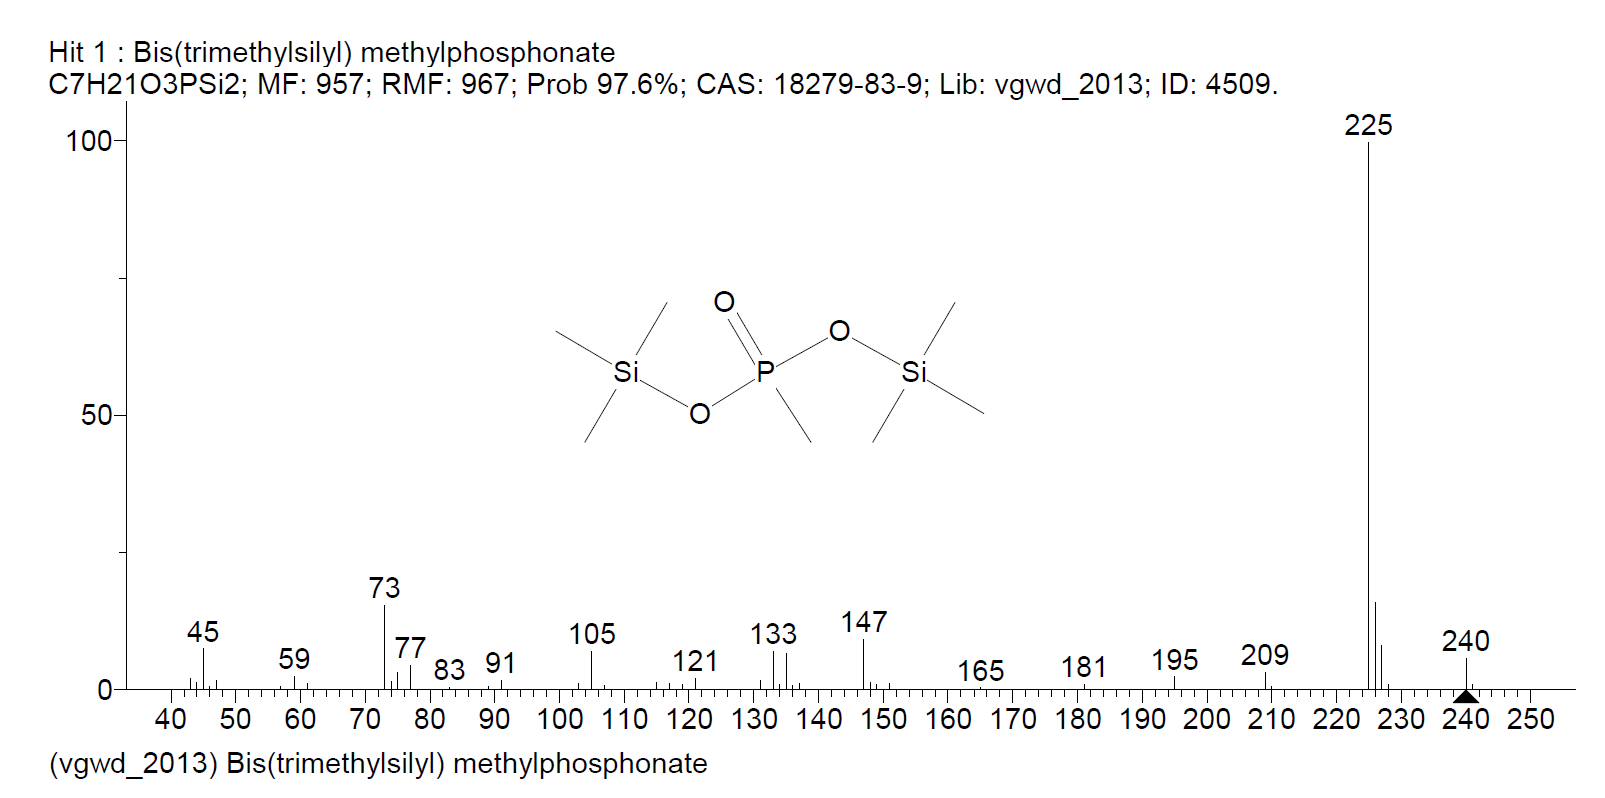 Hit 1 : Bis(trimethylsilyl) methylphosphonate
C7H21O3PSi2; MF: 957; RMF: 967; Prob 97.6%; CAS: 18279-83-9; Lib: vgwd_2013; ID: 4509.
225
100
O
O
Si
P
Si
50
O
73
147
45
105
133
240
59
77
83
91
121
165
181
195
209
0
40 50 60 70 80 90 100 110 120 130 140 150 160 170 180 190 200 210 220 230 240 250
(vgwd_2013) Bis(trimethylsilyl) methylphosphonate